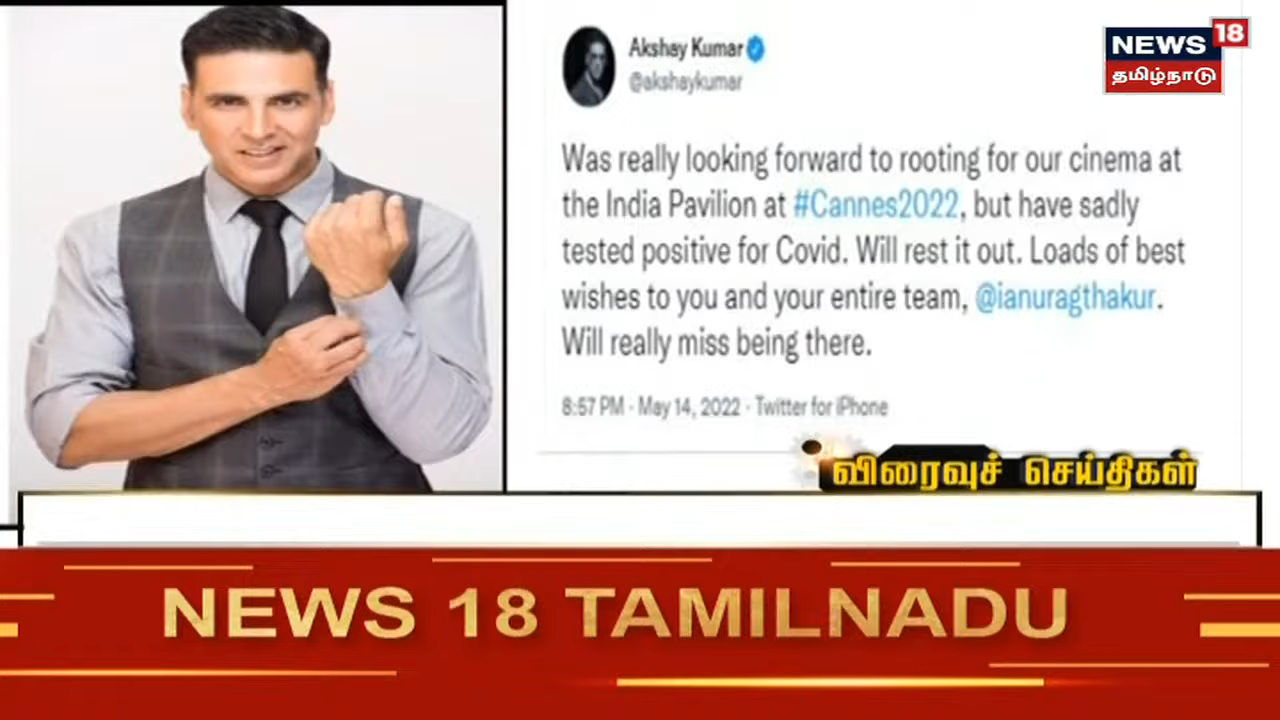 Akshay Kumar
@akshaykumar
NEWS 18
தமிழ்நாடு
Was really looking forward to rooting for our cinema at
the India Pavilion at #Cannes2022, but have sadly
tested positive for Covid. Will rest it out. Loads of best
wishes to you and your entire team, @ianuragthakur.
Will really miss being there.
8:57 PM · May 14, 2022 · Twitter for iPhone
விரைவுச் செய்திகள்
NEWS 18 TAMILNADU